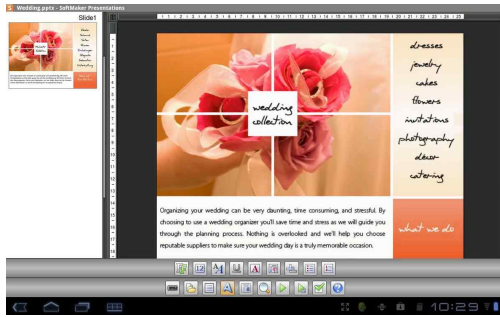 Wedding.pptx - SoftMaker Presentations
Slide1
wedding
collection
dresses
jewelry
cakes
flowers
invitations
photography
décor
catering
Organizing your wedding can be very daunting, time consuming, and stressful. By
choosing to use a wedding organizer you'll save time and stress as we will guide you
through the planning process. Nothing is overlooked and we'll help you choose
reputable suppliers to make sure your wedding day is a truly memorable occasion.
what we do
10:29